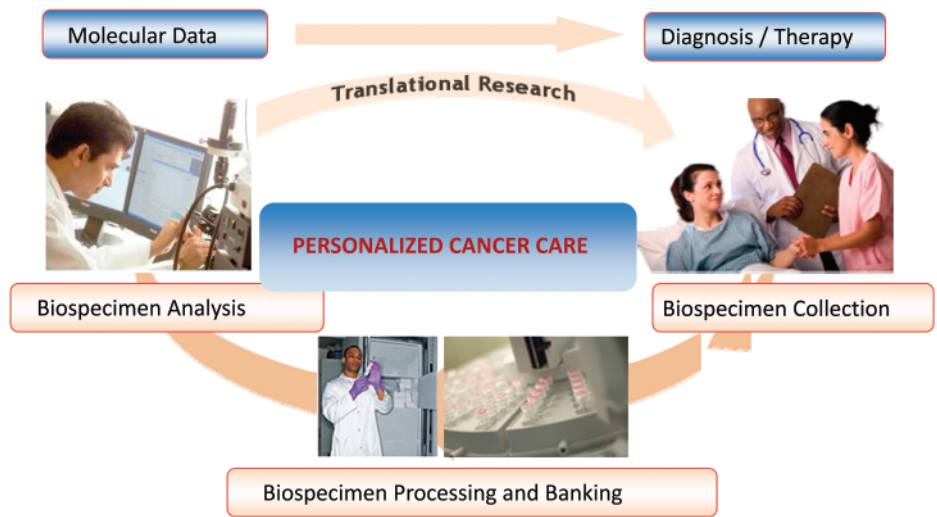 Molecular Data
Diagnosis / Therapy
Translational Research
PERSONALIZED CANCER CARE
Biospecimen Analysis
Biospecimen Collection
Biospecimen Processing and Banking